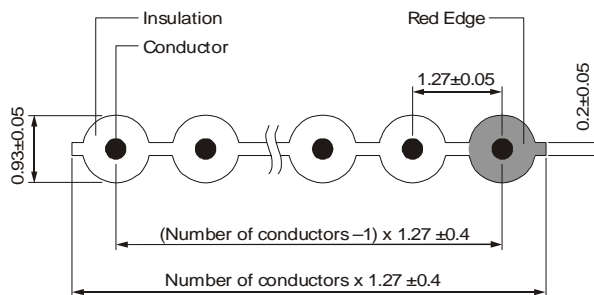 Insulation
Red Edge
Conductor
1.27±0.05
0.93±0.05
0.2±0.05
(Number of conductors –1) x 1.27 ±0.4
Number of conductors x 1.27 ±0.4